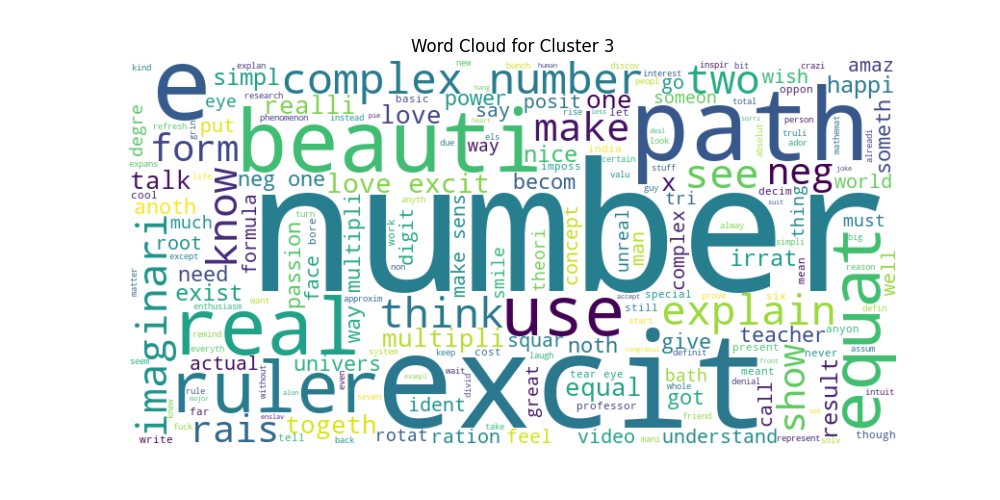 Word Cloud for Cluster 3
kind
explan
bunch
human
new
discov
inspir
bit
crazi
e
simpl
complex number
hang
peopl
interest
go
two
wish
amaz
happi
research
basic
power
posit
one
someon
oppon
eye
realli
love
say
rise
less
let
total
person
someth
degre
refresh
grin
put
phenomenon
instead
pie
heart
make
path
sorri
truli
ador
mathemat
alreadi
form
beauti
due
els
way
nice
imposs
india
certain
deal
look
absolut
expans
talk
life
know
neg one
love excit
becom
valu
stuff
guy
x
see
neg
joke
world
cool
anoth
formula
passion
turn
face
bore
anyth
multipli
work
digit
make sens
smile
theori
concept
unreal
man
complex
tri
decim
thing
suit
much
imaginari
root
except
number
alway
simpli
must
big
need
non
irrat
mean
reason
well
matter
exist
want
approxim
accept
special
prove
six
defin
enthusiasm
real
way
think
use
still
start
explain
equat
remind
everyth
multipli
squar
noth
give
teacher
anyon
seem
actual
univers
system
keep
cost
laugh
congratul
definit
present
never
assum
ruler
without
even
exampl
wait
divid
excit
tear eye
whole
meant
front
denial
intuit
rule
major
knew
seven
ident
great
equal
bath
show
call
result
far
rais
enslav
alon
togeth
professor
got
friend
eat
fuck
rotat
ration
take
feel
video
mani
understand
represent
solv
though
write
tell
back